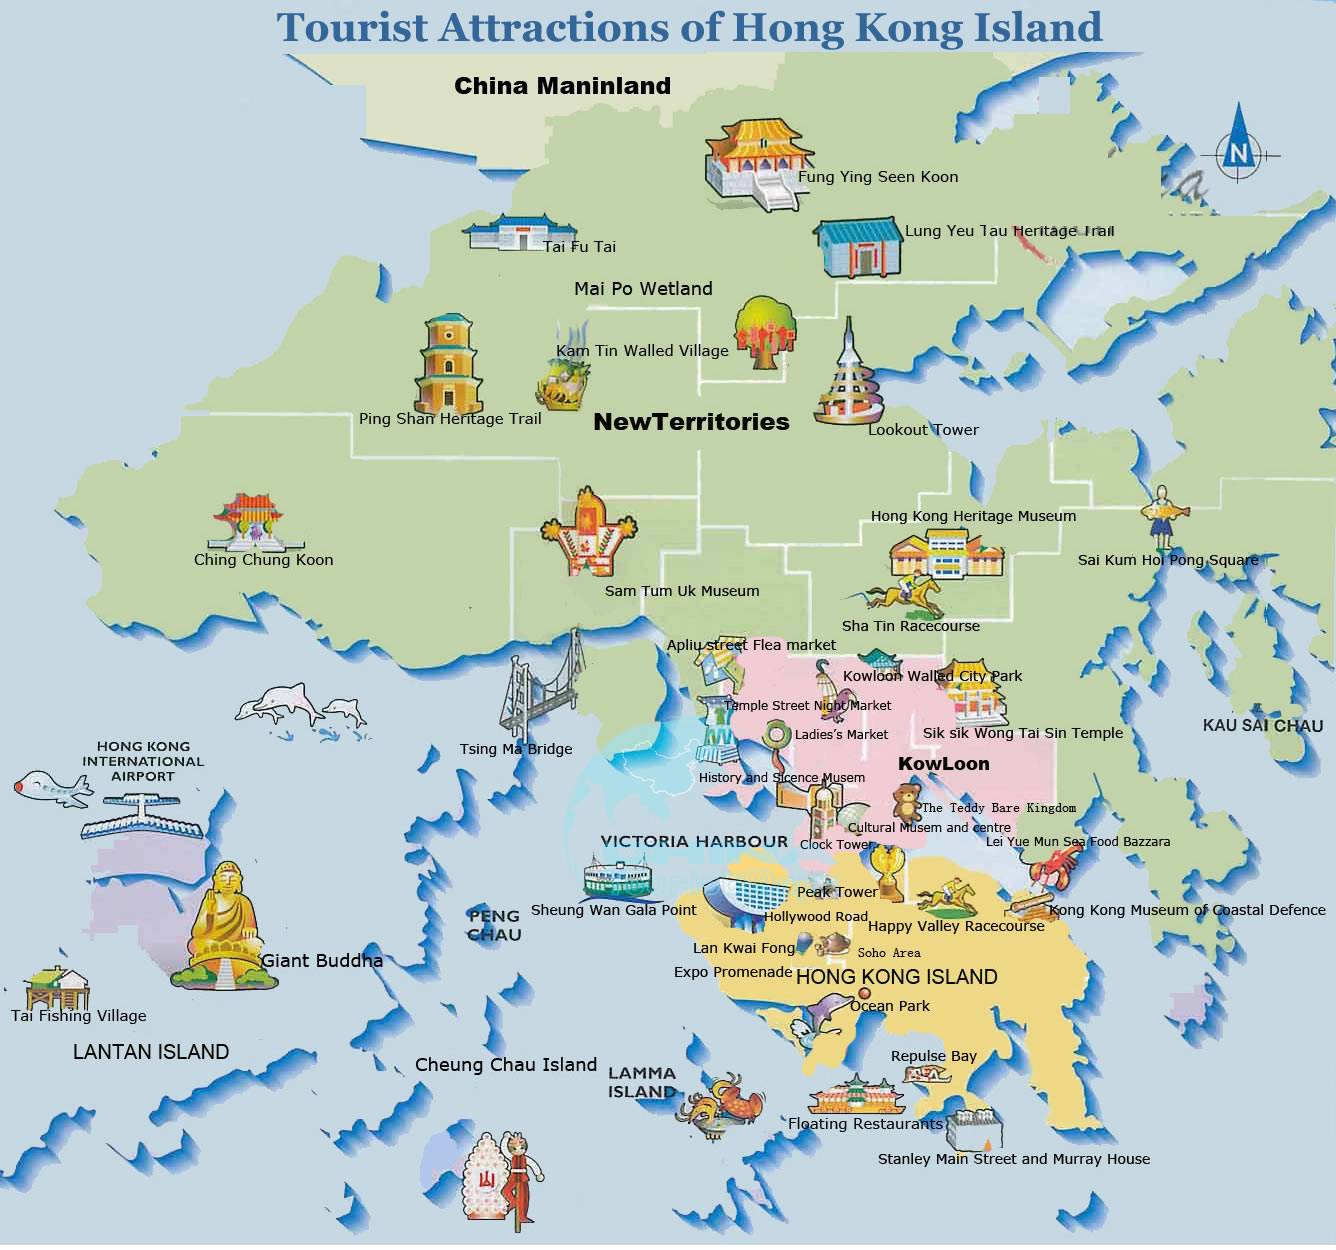 Tourist Attractions of Hong Kong Island
China Maninland
N
Fung Ying Seen Koon
Lung Yeu Tau Heritage Trail
Tai Fu Tai
Mai Po Wetland
Kam Tin Walled Village
Ping Shan Heritage Trail
NewTerritories
Lookout Tower
Hong Kong Heritage Museum
Ching Chung Koon
Sai Kum Hoi Pong Square
Sam Tum Uk Museum
Sha Tin Racecourse
Apliu street Flea market
Kowloon Walled City Park
Temple Street Night Market
KAU SAI CHAU
Ladies's Market
Sik sik Wong Tai Sin Temple
Tsing Ma Bridge
HONG KONG
INTERNATIONAL
AIRPORT
KowLoon
History and Sicence Musem
The Teddy Bare Kingdom
Cultural Musem and centre
VICTORIA HARBOUR
Clock Tower
Lei Yue Mun Sea Food Bazzara
Peak Tower
Sheung Wan Gala Point
Hollywood Road
Kong Kong Museum of Coastal Defence
PENG
CHAU
Happy Valley Racecourse
Lan Kwai Fong
Soho Area
Giant Buddha
Expo Promenade
HONG KONG ISLAND
Ocean Park
Tai Fishing Village
LANTAN ISLAND
Repulse Bay
Cheung Chau Island
LAMMA
ISLAND
Floating Restaurants
Stanley Main Street and Murray House
山